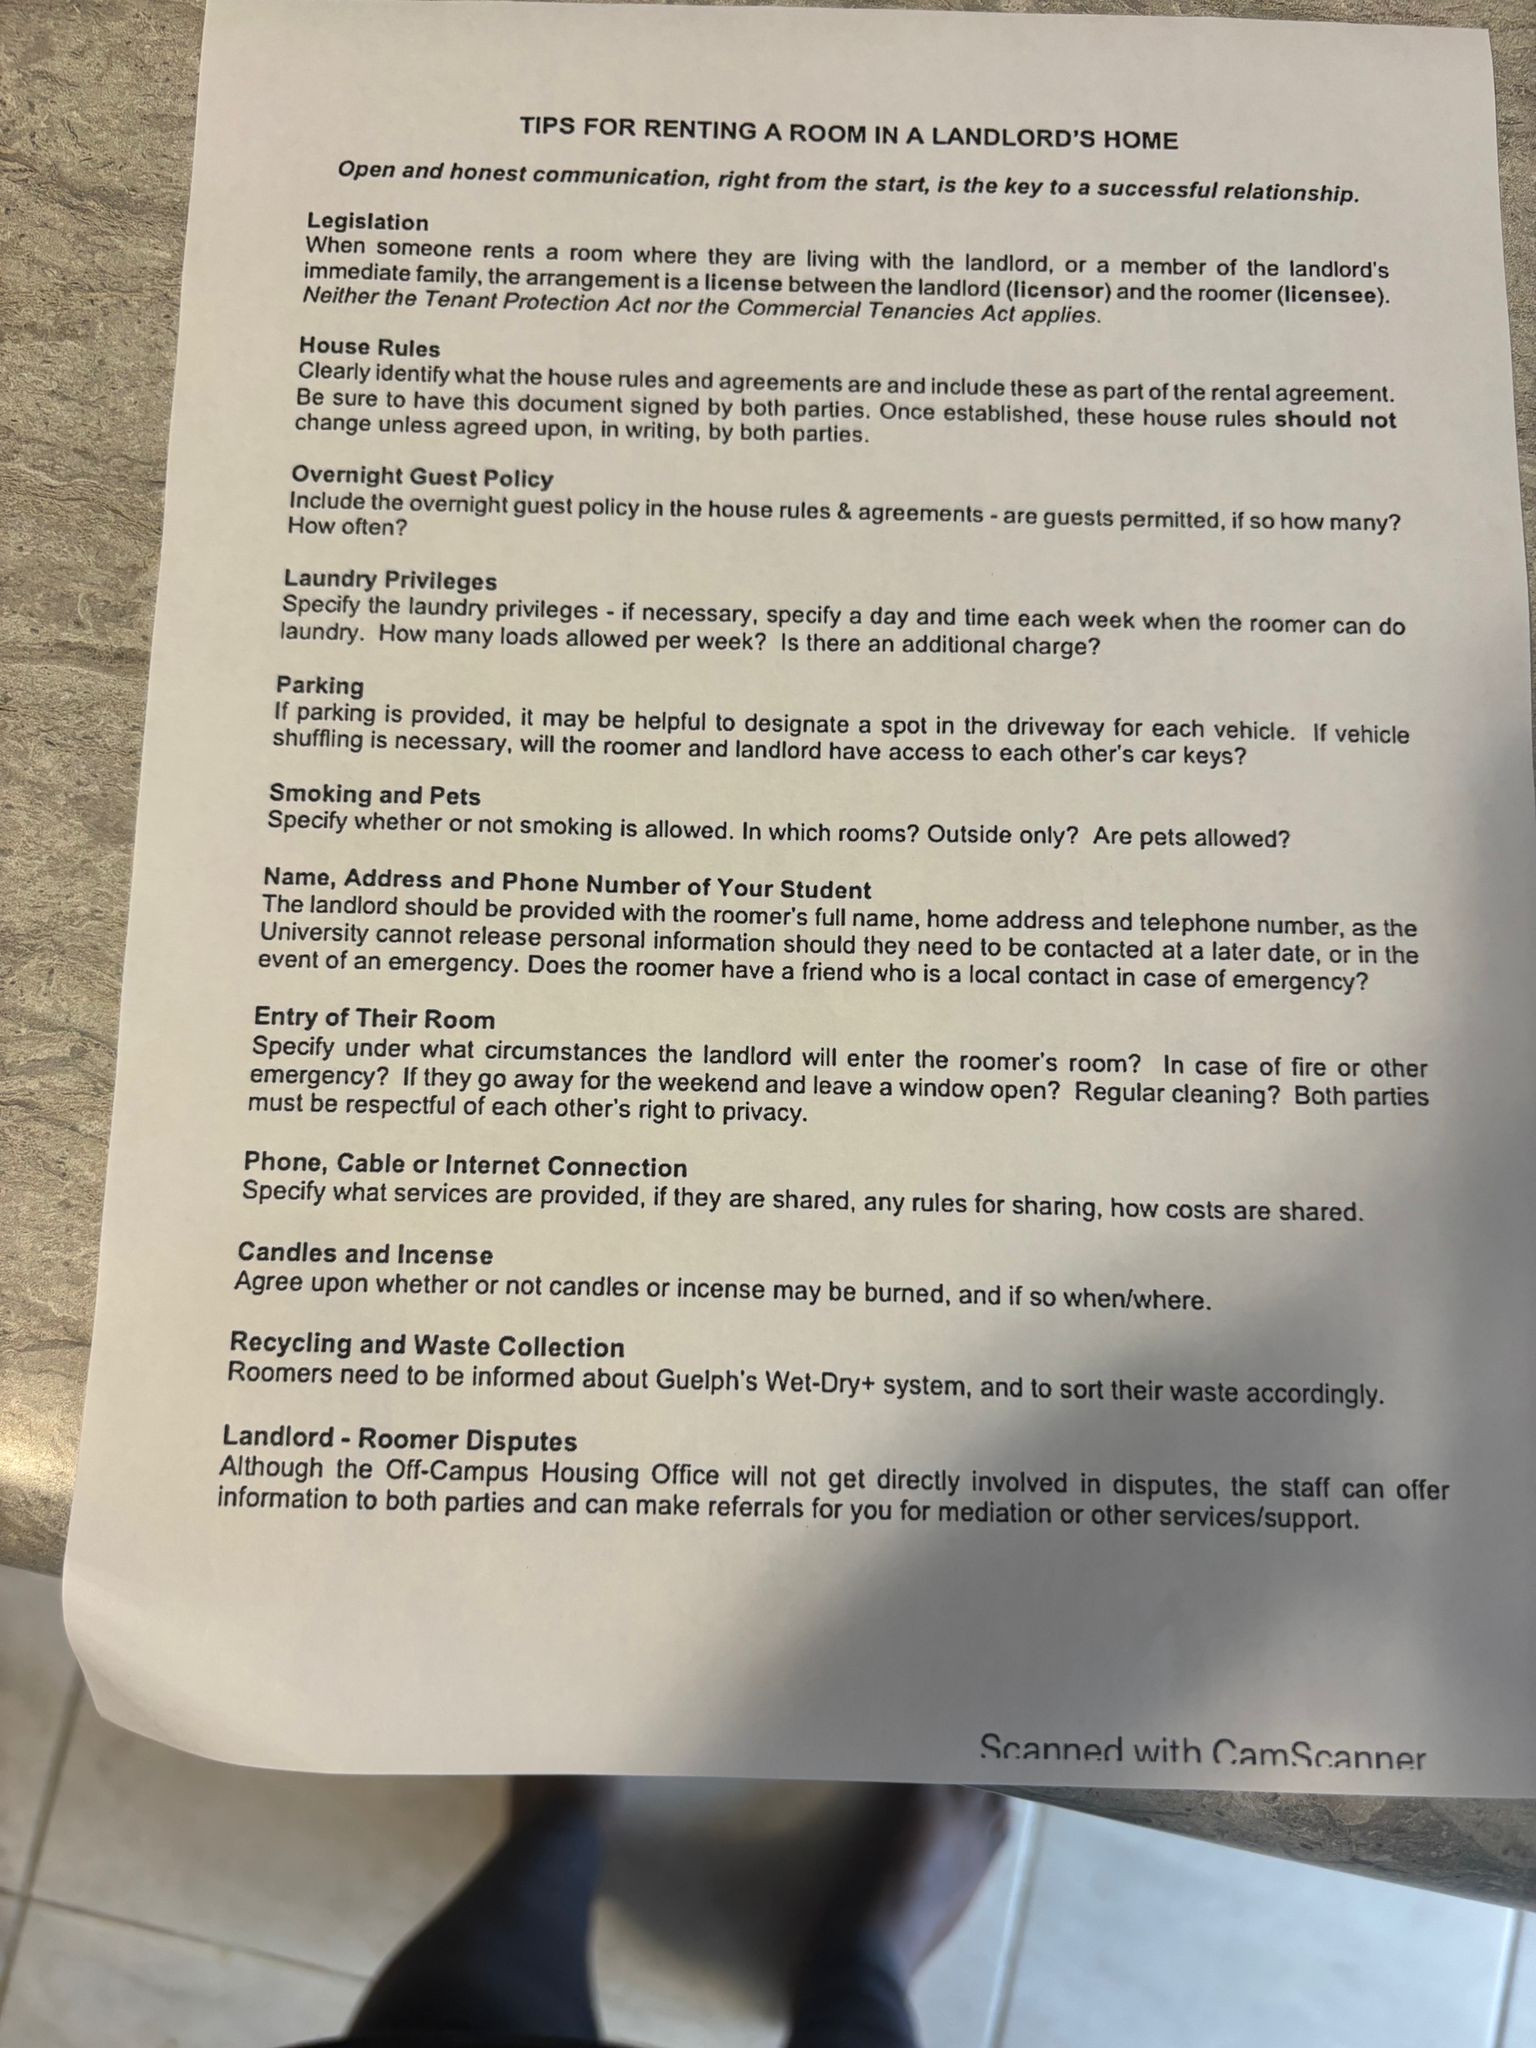 TIPS FOR RENTING A ROOM IN A LANDLORD'S HOME
Open and honest communication, right from the start, is the key to a successful relationship.
Legislation
When someone rents a room where they are living with the landlord, or a member of the landlord's
immediate family, the arrangement is a license between the landlord (licensor) and the roomer (licensee).
Neither the Tenant Protection Act nor the Commercial Tenancies Act applies.
House Rules
Clearly identify what the house rules and agreements are and include these as part of the rental agreement.
Be sure to have this document signed by both parties. Once established, these house rules should not
change unless agreed upon, in writing, by both parties.
Overnight Guest Policy
Include the overnight guest policy in the house rules & agreements - are guests permitted, if so how many?
How often?
Laundry Privileges
Specify the laundry privileges - if necessary, specify a day and time each week when the roomer can do
laundry. How many loads allowed per week? Is there an additional charge?
Parking
If parking is provided, it may be helpful to designate a spot in the driveway for each vehicle. If vehicle
shuffling is necessary, will the roomer and landlord have access to each other's car keys?
Smoking and Pets
Specify whether or not smoking is allowed. In which rooms? Outside only? Are pets allowed?
Name, Address and Phone Number of Your Student
The landlord should be provided with the roomer's full name, home address and telephone number, as the
University cannot release personal information should they need to be contacted at a later date, or in the
event of an emergency. Does the roomer have a friend who is a local contact in case of emergency?
Entry of Their Room
Specify under what circumstances the landlord will enter the roomer's room? In case of fire or other
emergency? If they go away for the weekend and leave a window open? Regular cleaning? Both parties
must be respectful of each other's right to privacy.
Phone, Cable or Internet Connection
Specify what services are provided, if they are shared, any rules for sharing, how costs are shared.
Candles and Incense
Agree upon whether or not candles or incense may be burned, and if so when/where.
Recycling and Waste Collection
Roomers need to be informed about Guelph's Wet-Dry+ system, and to sort their waste accordingly.
Landlord - Roomer Disputes
Although the Off-Campus Housing Office will not get directly involved in disputes, the staff can offer
information to both parties and can make referrals for you for mediation or other services/support.
Scanned with CamScanner